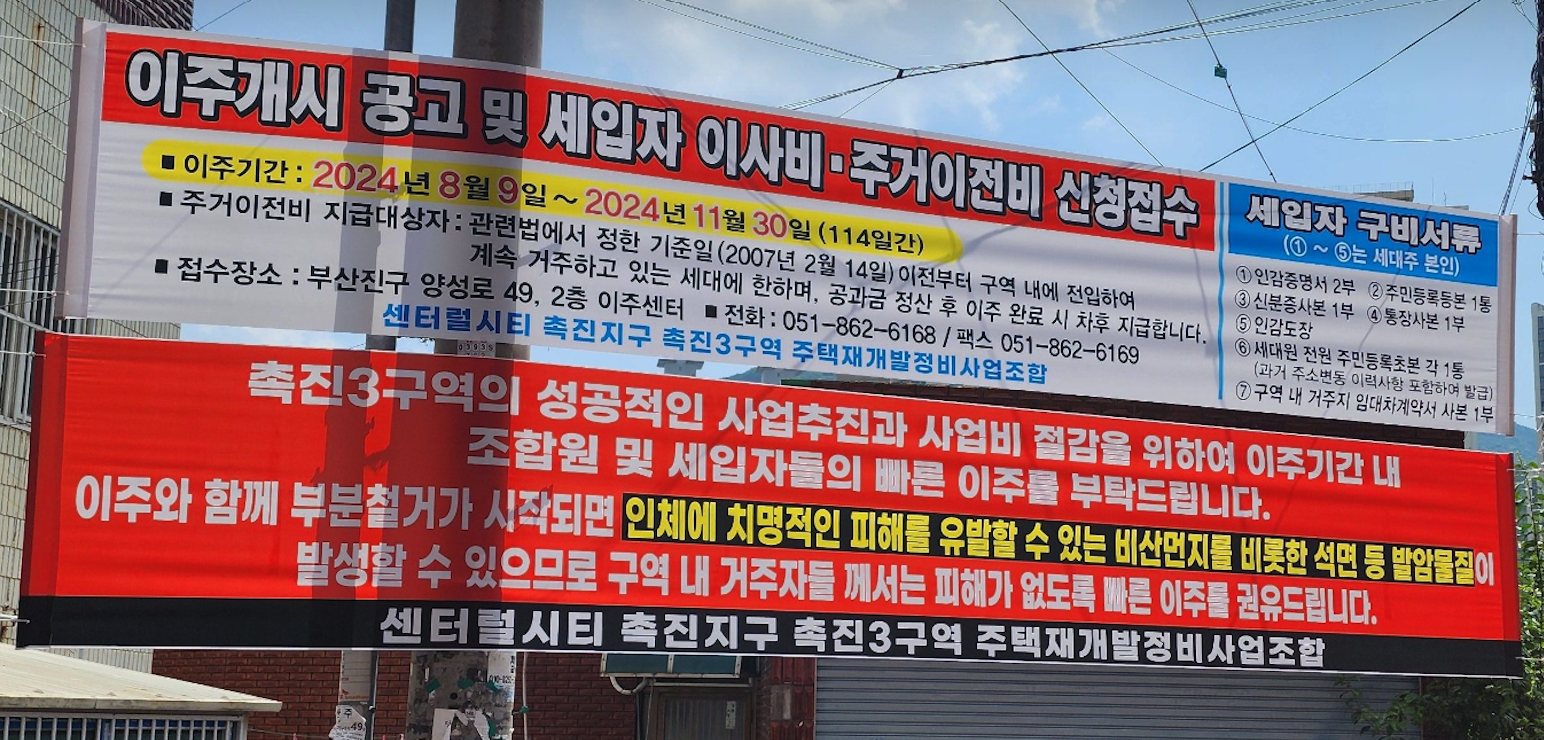 이주개시 공고 및 세입자 이사비·주거이전비 신청접수
■ 이주기간 : 2024년 8월 9일 ~ 2024년 11월 30일 (114일간)
■ 주거이전비 지급대상자 : 관련법에서 정한 기준일(2007년 2월 14일)이전부터 구역 내에 전입하여
계속 거주하고 있는 세대에 한하며, 공과금 정산 후 이주 완료 시 차후 지급합니다.
■ 접수장소 : 부산진구 양성로 49, 2층 이주센터 ■ 전화 : 051-862-6168 / 팩스 051-862-6169
센터럴시티 촉진지구 촉진3구역 주택재개발정비사업조합
세입자 구비서류
(① ~ ⑤는 세대주 본인)
① 인감증명서 2부 ② 주민등록등본 1통
③ 신분증사본 1부 ④ 통장사본 1부
⑤ 인감도장
⑥ 세대원 전원 주민등록초본 각 1통
(과거 주소변동 이력사항 포함하여 발급)
⑦ 구역 내 거주지 임대차계약서 사본 1부
촉진3구역의 성공적인 사업추진과 사업비 절감을 위하여 이주기간 내
조합원 및 세입자들의 빠른 이주를 부탁드립니다.
이주와 함께 부분철거가 시작되면 인체에 치명적인 피해를 유발할 수 있는 비산먼지를 비롯한 석면 등 발암물질이
발생할 수 있으므로 구역 내 거주자들 께서는 피해가 없도록 빠른 이주를 권유드립니다.
센터럴시티 촉진지구 촉진3구역 주택재개발정비사업조합